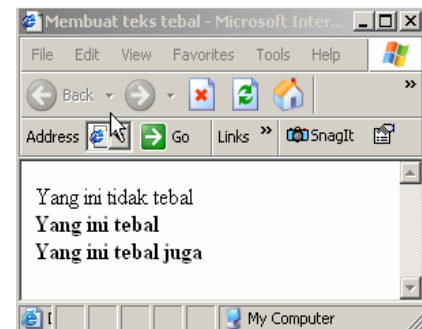 Membuat teks tebal - Microsoft Inter...
File Edit View Favorites Tools Help
Back »
Address Go Links » SnagIt
Yang ini tidak tebal
Yang ini tebal
Yang ini tebal juga
My Computer